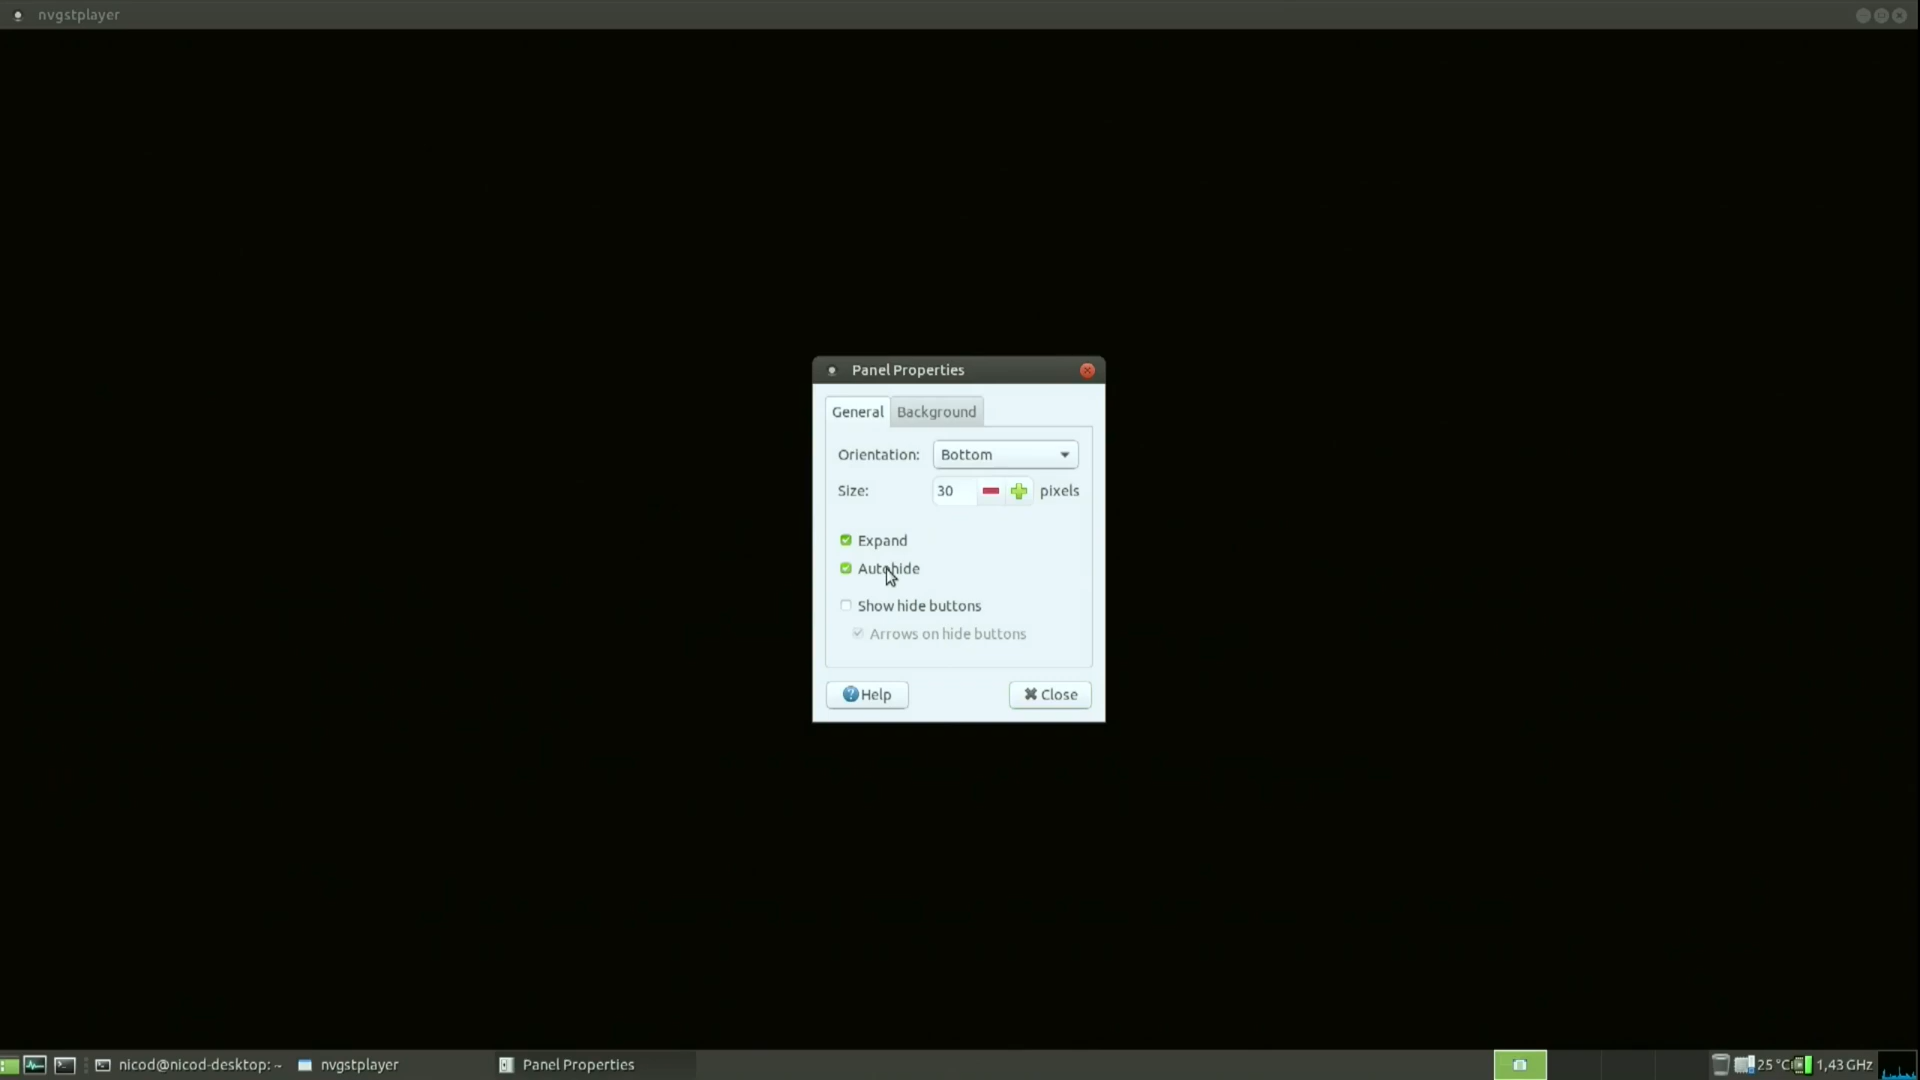 nvgstplayer
Panel Properties
General Background
Orientation: Bottom
Size: 30 pixels
Expand
Autohide
Show hide buttons
Arrows on hide buttons
Help Close
nicod@nicod-desktop: ~ nvgstplayer Panel Properties 25 °C 1,43 GHz